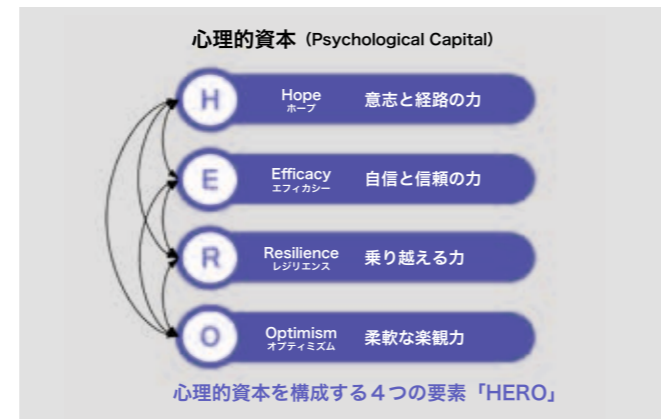 心理的資本（Psychological Capital）
H Hope 意志と経路の力
ホープ
E Efficacy 自信と信頼の力
エフィカシー
R Resilience 乗り越える力
レジリエンス
O Optimism 柔軟な楽観力
オプティミズム
心理的資本を構成する４つの要素「HERO」